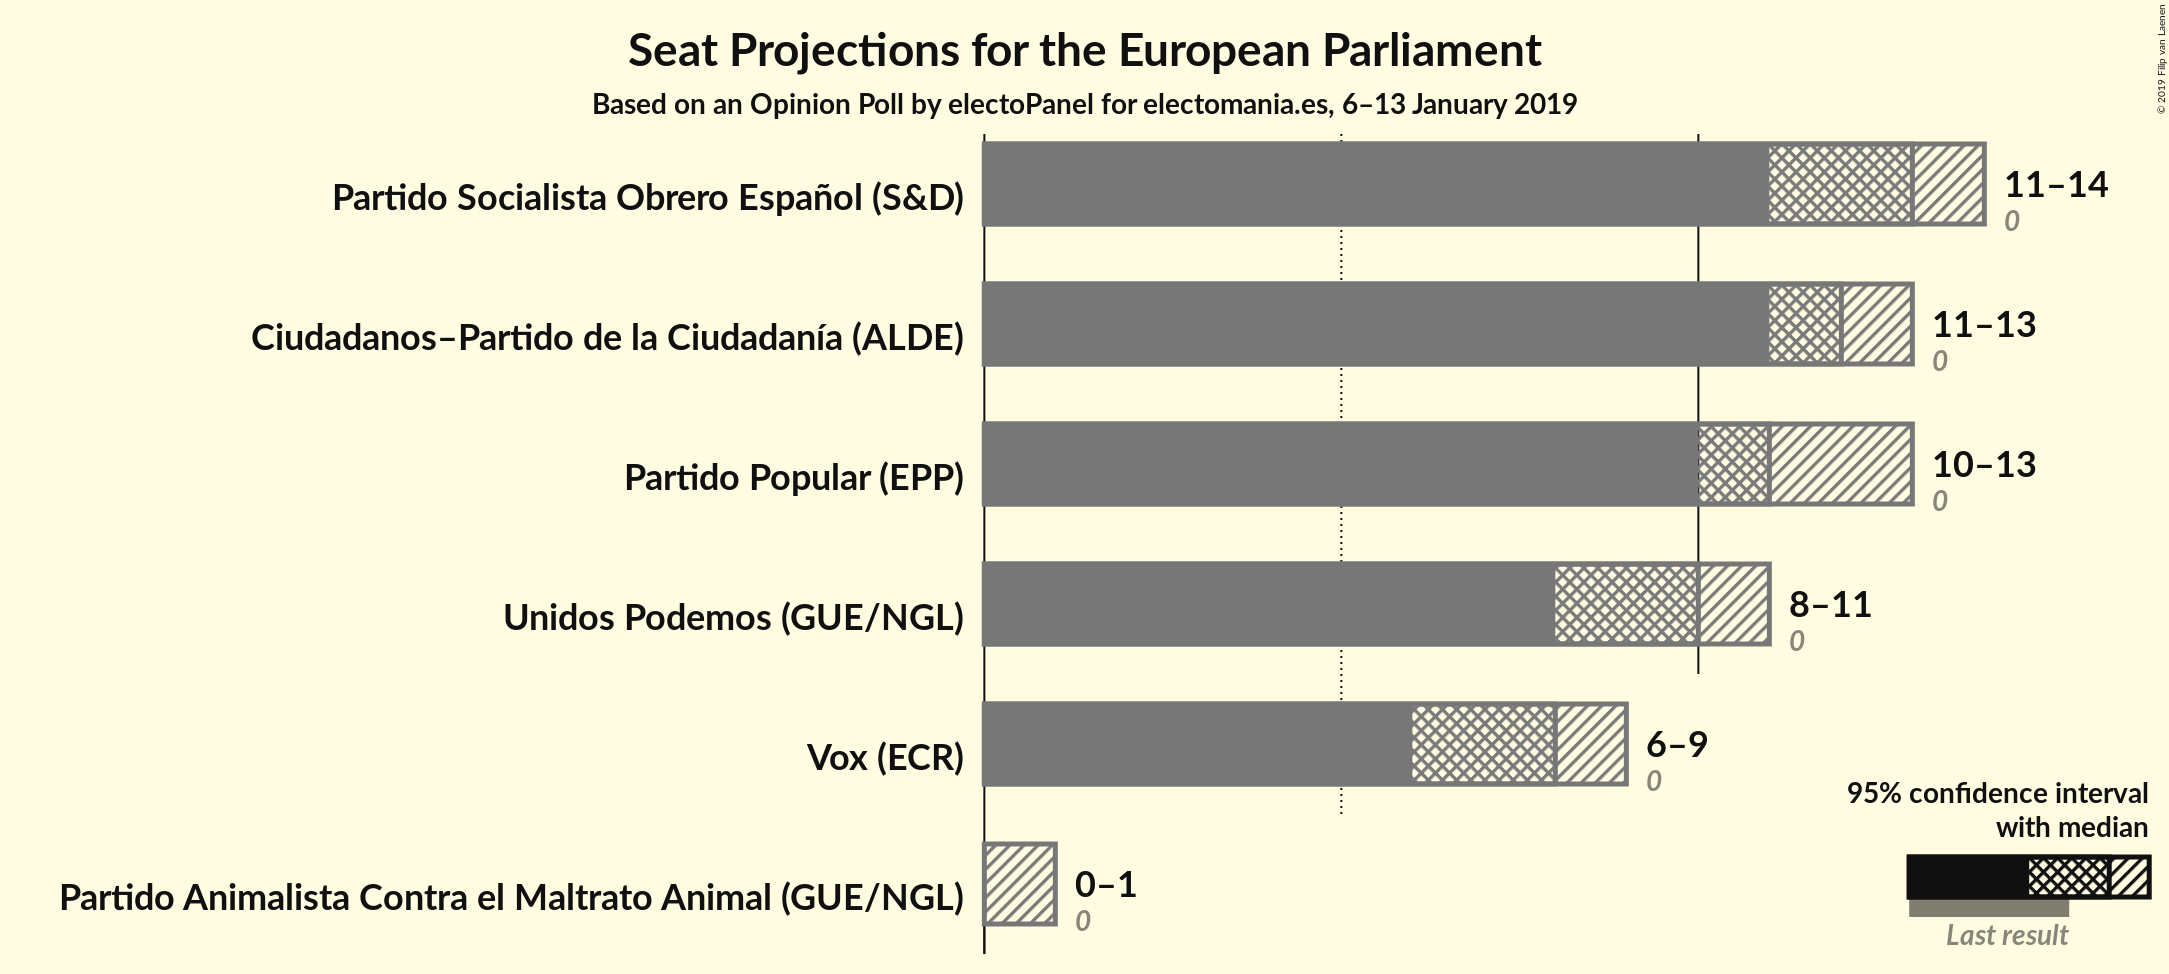 Seat Projections for the European Parliament
Based on an Opinion Poll by electoPanel for electomania.es, 6–13 January 2019
© 2019 Filip van Laenen
Partido Socialista Obrero Español (S&D)
11–14
0
Ciudadanos–Partido de la Ciudadanía (ALDE)
11–13
0
Partido Popular (EPP)
10–13
0
Unidos Podemos (GUE/NGL)
8–11
0
Vox (ECR)
6–9
0
Partido Animalista Contra el Maltrato Animal (GUE/NGL)
0–1
0
95% confidence interval
with median
Last result